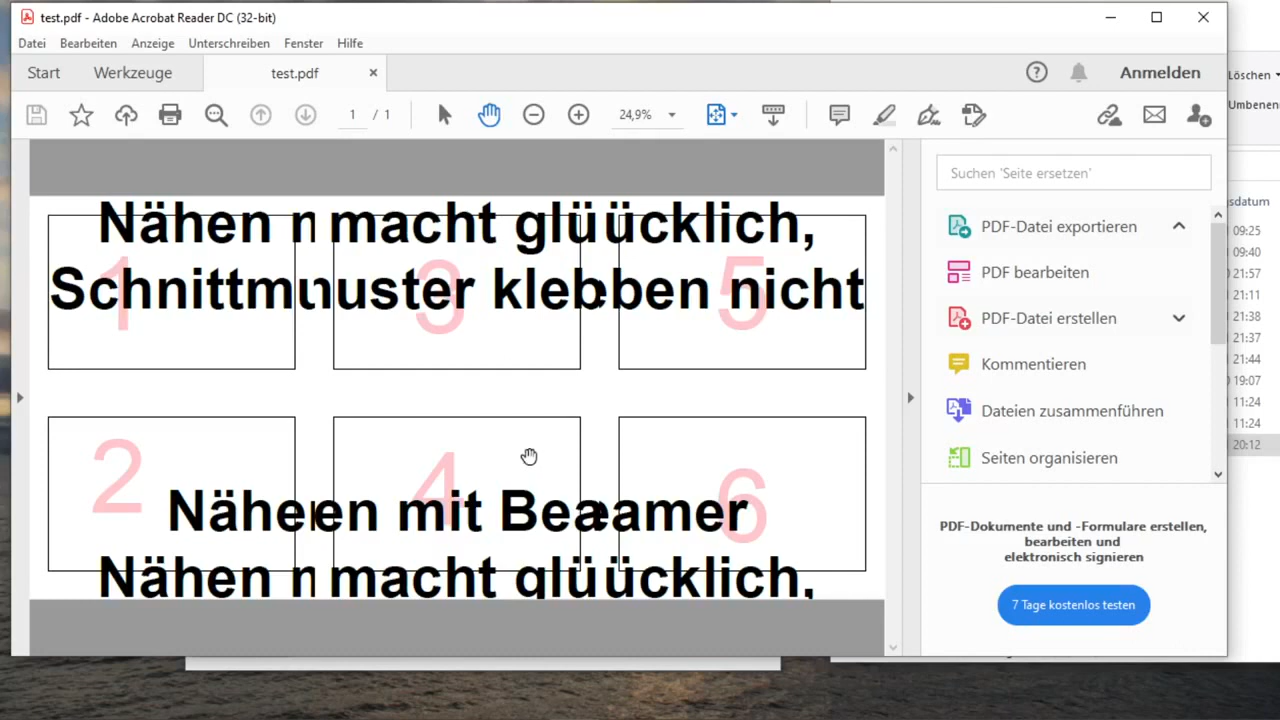 test.pdf - Adobe Acrobat Reader DC (32-bit)
Datei Bearbeiten Anzeige Unterschreiben Fenster Hilfe
Start Werkzeuge test.pdf Anmelden
1 / 1 24,9%
Löschen
Umbenen
Suchen 'Seite ersetzen'
PDF-Datei exportieren
PDF bearbeiten
PDF-Datei erstellen
Kommentieren
Dateien zusammenführen
Seiten organisieren
PDF-Dokumente und -Formulare erstellen,
bearbeiten und
elektronisch signieren
7 Tage kostenlos testen
Nähen n macht glüücklich,
1 3 5
Schnittmuuster klebben nicht
2 4 6
Näheen mit Beaamer
Nähen n macht glüücklich,
sdatum
09:25
09:40
21:57
21:11
21:38
21:37
21:44
19:07
11:24
11:24
20:12